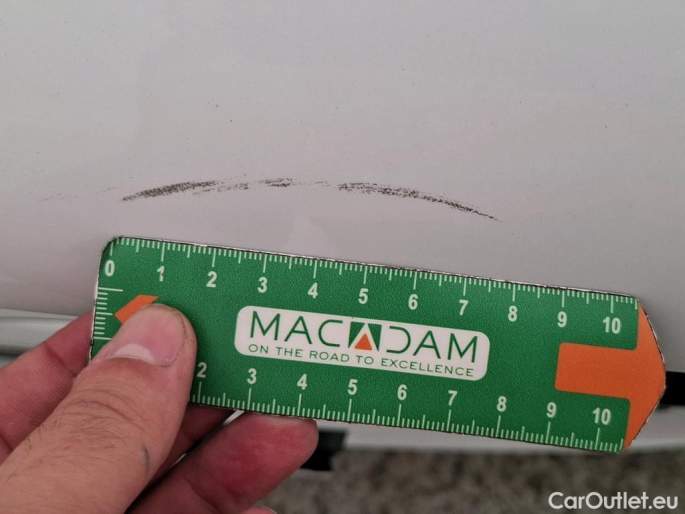 0 1 2 3 4 5 6 7 8 9 10
MACADAM
ON THE ROAD TO EXCELLENCE
2 3 4 5 6 7 8 9 10
CarOutlet.eu